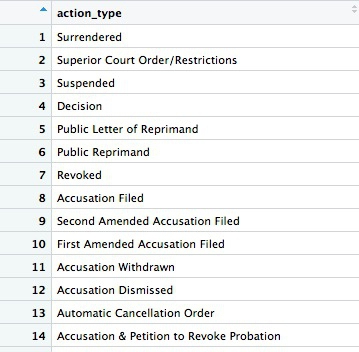 action_type
1 Surrendered
2 Superior Court Order/Restrictions
3 Suspended
4 Decision
5 Public Letter of Reprimand
6 Public Reprimand
7 Revoked
8 Accusation Filed
9 Second Amended Accusation Filed
10 First Amended Accusation Filed
11 Accusation Withdrawn
12 Accusation Dismissed
13 Automatic Cancellation Order
14 Accusation & Petition to Revoke Probation